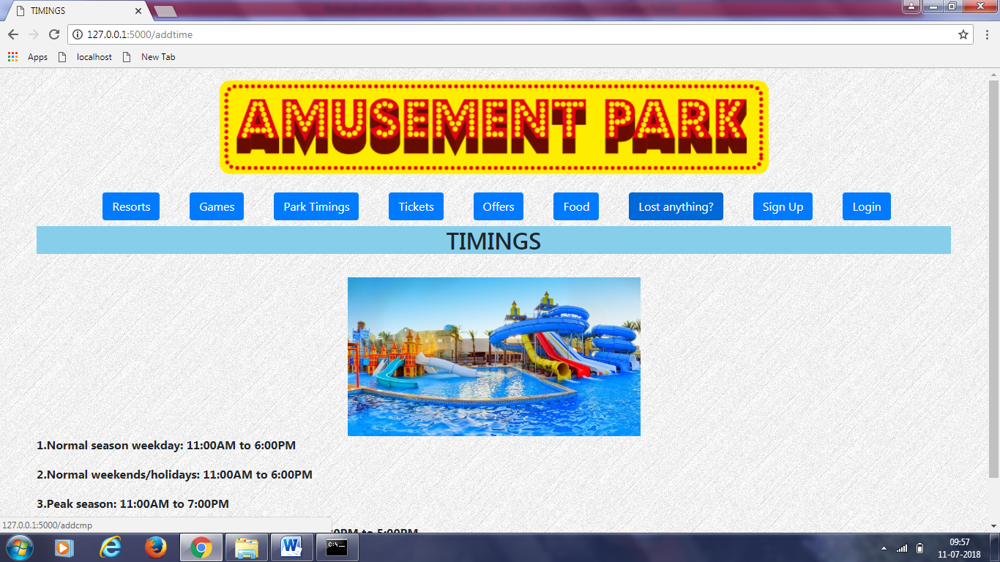 TIMINGS
127.0.0.1:5000/addtime
Apps localhost New Tab
AMUSEMENT PARK
Resorts Games Park Timings Tickets Offers Food Lost anything? Sign Up Login
TIMINGS
1.Normal season weekday: 11:00AM to 6:00PM
2.Normal weekends/holidays: 11:00AM to 6:00PM
3.Peak season: 11:00AM to 7:00PM
to 5:00PM
127.0.0.1:5000/addcmp
09:57
11-07-2018